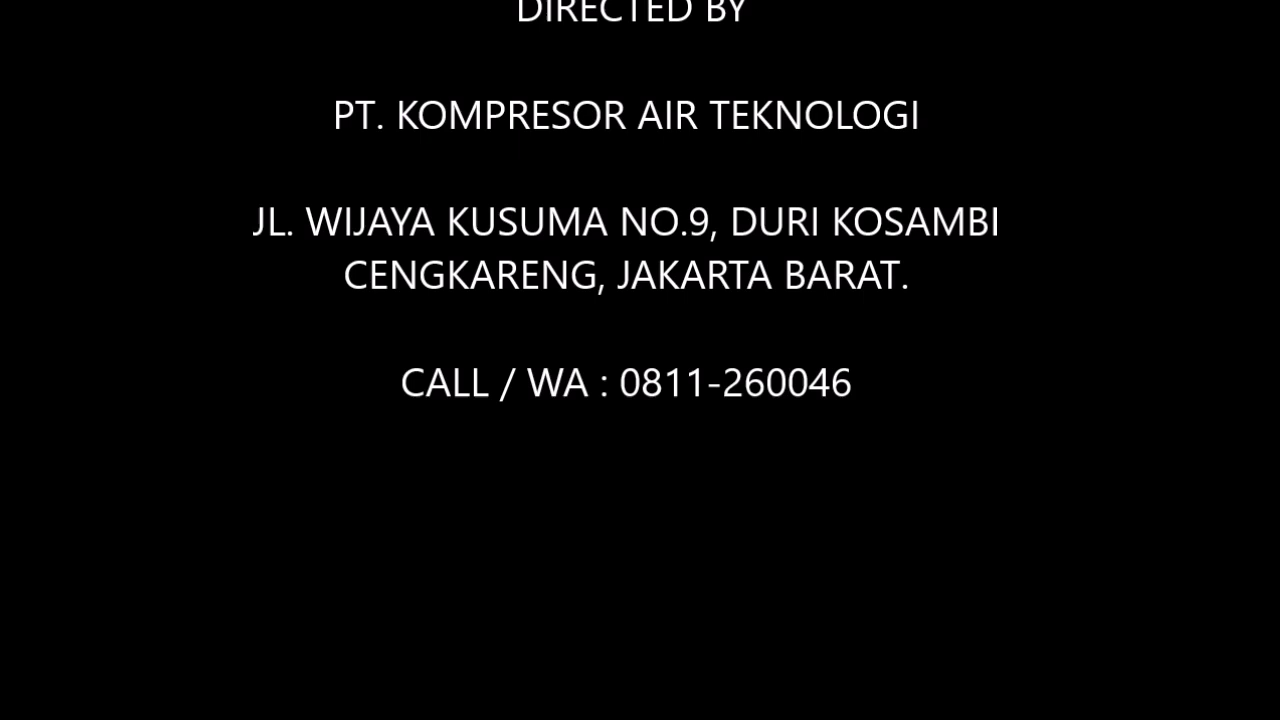 DIRECTED BY
PT. KOMPRESOR AIR TEKNOLOGI
JL. WIJAYA KUSUMA NO.9, DURI KOSAMBI
CENGKARENG, JAKARTA BARAT.
CALL / WA : 0811-260046